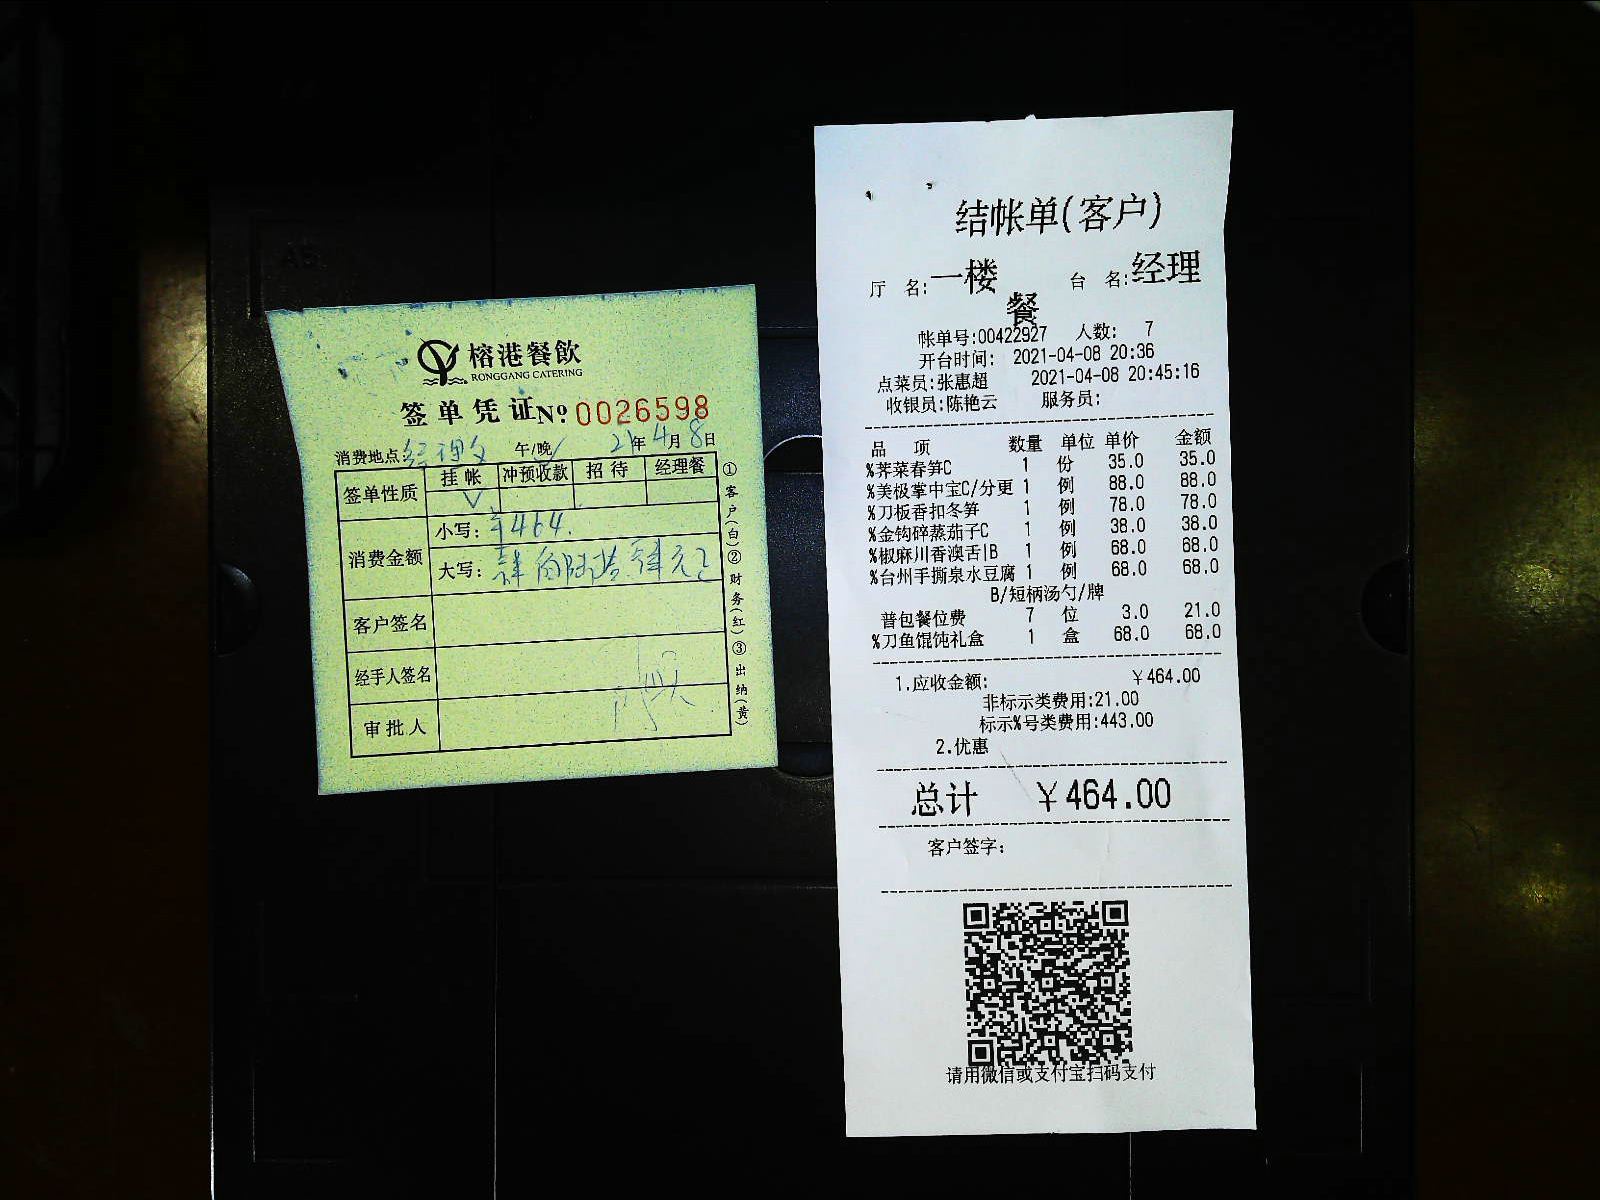 榕港餐飲
RONGGANG CATERING
签单凭证 No 0026598
消费地点: 经理 午/晚 21年4月8日
签单性质 挂帐 冲预收款 招待 经理餐
消费金额 小写: ¥464.
大写: 肆佰陆拾肆元
客户签名
经手人签名
审批人
①客户(白)②财务(红)③出纳(黄)
结帐单(客户)
厅 名:一楼 台 名:经理
餐
帐单号:00422927 人数: 7
开台时间: 2021-04-08 20:36
点菜员:张惠超 2021-04-08 20:45:16
收银员:陈艳云 服务员:
品 项 数量 单位 单价 金额
%荠菜春笋C 1 份 35.0 35.0
%美极掌中宝C/分更 1 例 88.0 88.0
%刀板香扣冬笋 1 例 78.0 78.0
%金钩碎蒸茄子C 1 例 38.0 38.0
%椒麻川香澳舌|B 1 例 68.0 68.0
%台州手撕泉水豆腐 1 例 68.0 68.0
B/短柄汤勺/牌
普包餐位费 7 位 3.0 21.0
%刀鱼馄饨礼盒 1 盒 68.0 68.0
1.应收金额: ¥464.00
非标示类费用:21.00
标示%号类费用:443.00
2.优惠
总计 ¥464.00
客户签字:
请用微信或支付宝扫码支付